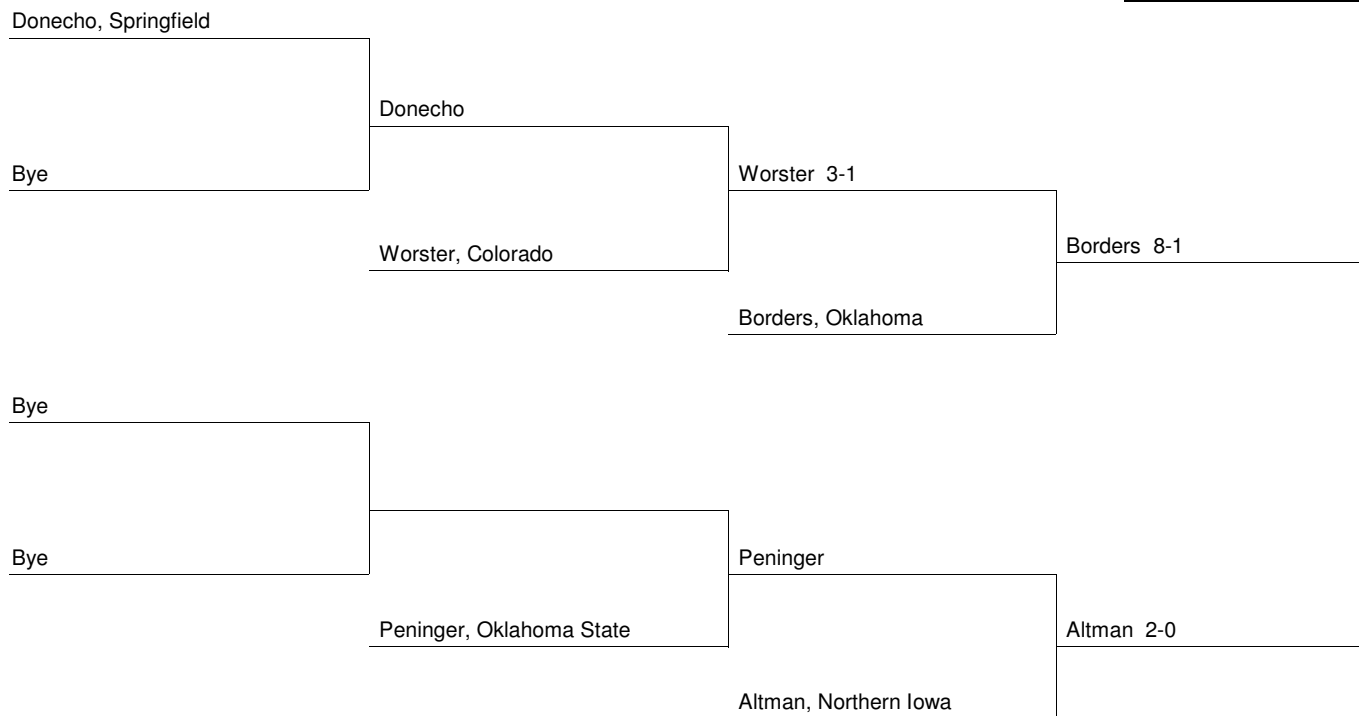 Donecho, Springfield
Donecho
Bye
Worster 3-1
Worster, Colorado
Borders 8-1
Borders, Oklahoma
Bye
Bye
Peninger
Peninger, Oklahoma State
Altman 2-0
Altman, Northern Iowa